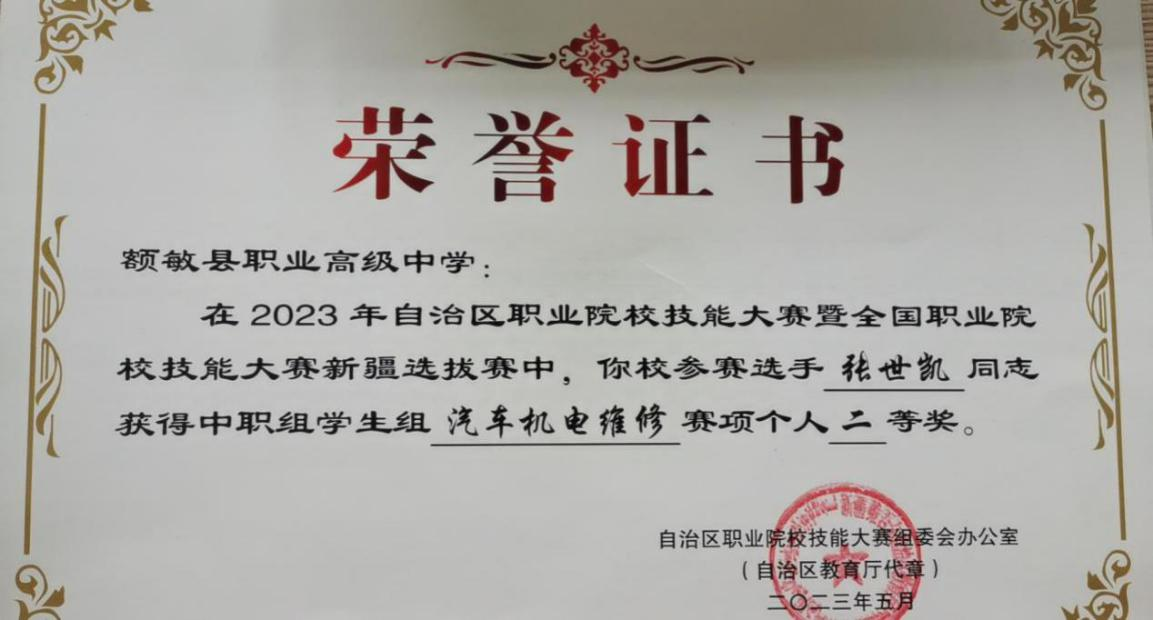 荣誉证书
额敏县职业高级中学：
在2023年自治区职业院校技能大赛暨全国职业院
校技能大赛新疆选拔赛中，你校参赛选手张世凯同志
获得中职组学生组汽车机电维修赛项个人二等奖。
自治区职业院校技能大赛组委会办公室
（自治区教育厅代章）
二〇二三年五月